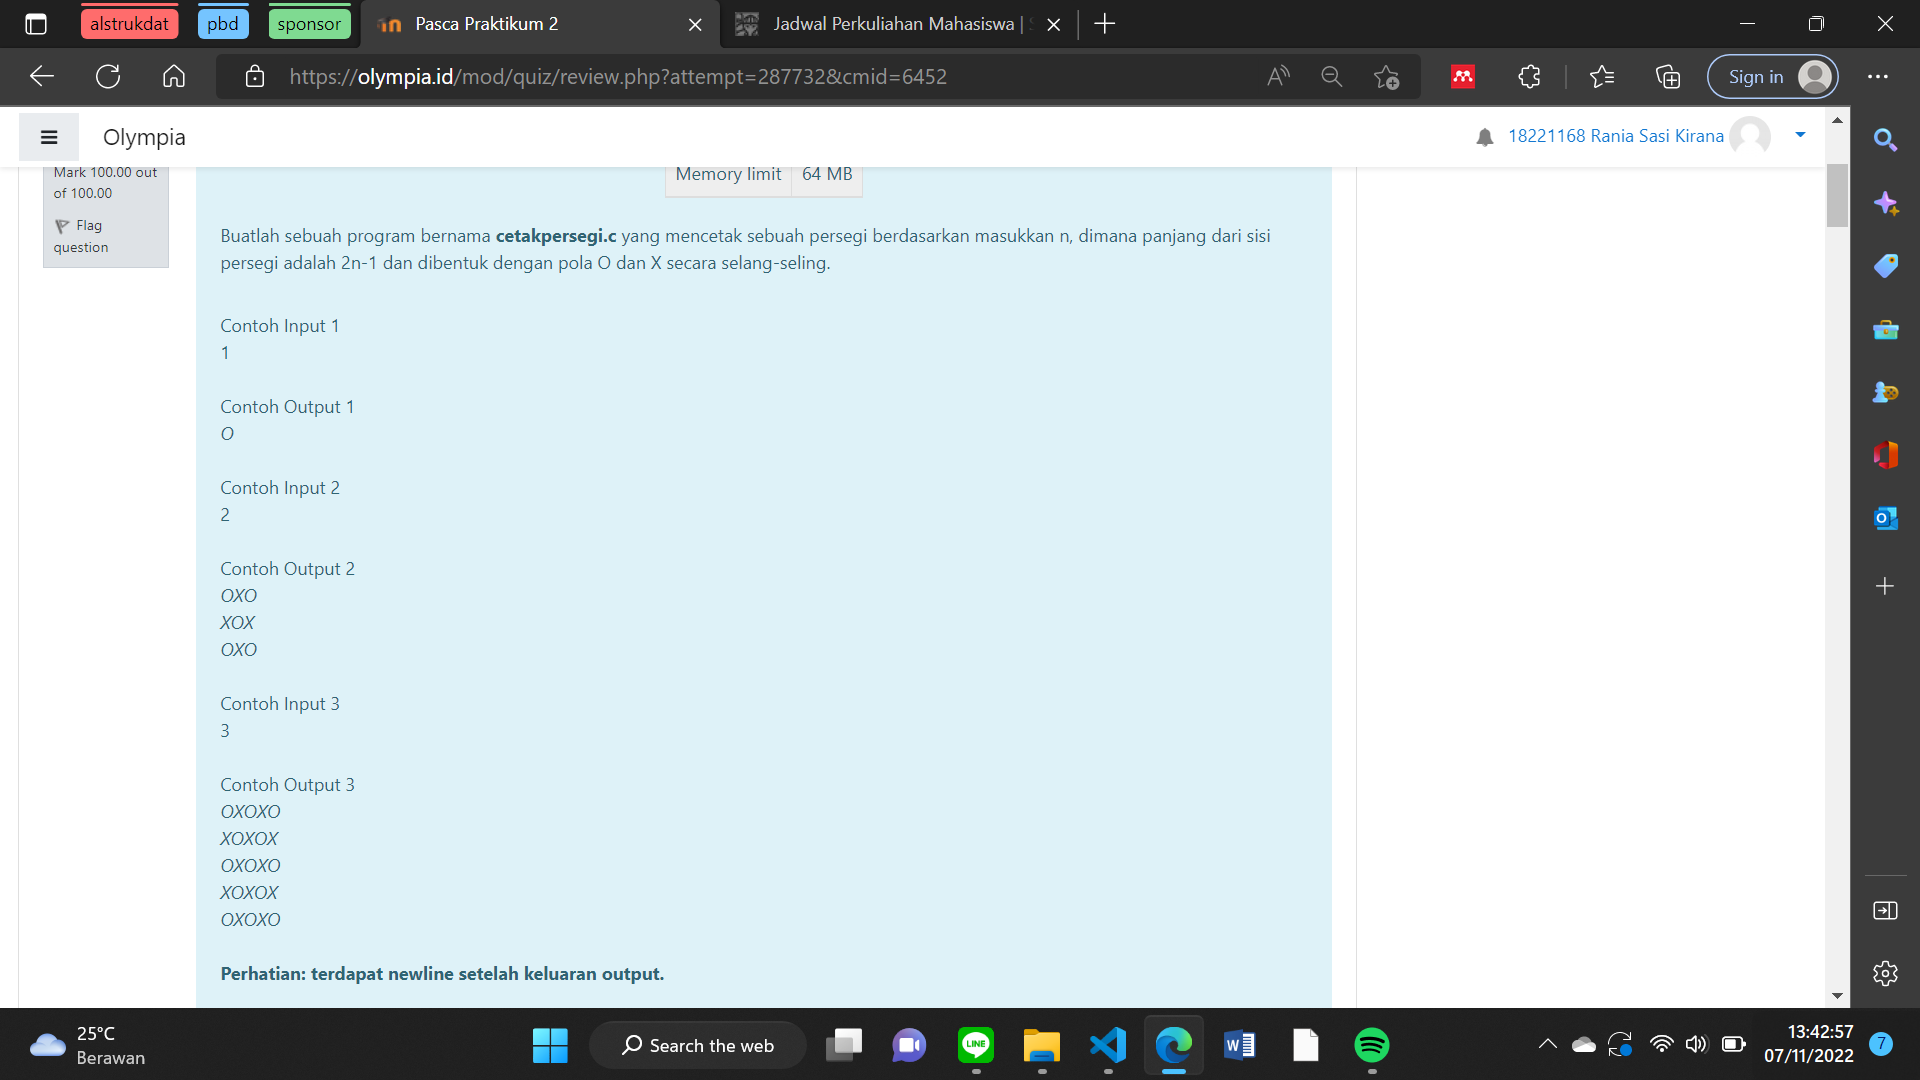 alstrukdat pbd sponsor Pasca Praktikum 2 Jadwal Perkuliahan Mahasiswa |
https://olympia.id/mod/quiz/review.php?attempt=287732&cmid=6452 Sign in
Olympia 18221168 Rania Sasi Kirana
Mark 100.00 out
of 100.00
Flag
question
Memory limit 64 MB
Buatlah sebuah program bernama cetakpersegi.c yang mencetak sebuah persegi berdasarkan masukkan n, dimana panjang dari sisi
persegi adalah 2n-1 dan dibentuk dengan pola O dan X secara selang-seling.
Contoh Input 1
1
Contoh Output 1
O
Contoh Input 2
2
Contoh Output 2
OXO
XOX
OXO
Contoh Input 3
3
Contoh Output 3
OXOXO
XOXOX
OXOXO
XOXOX
OXOXO
Perhatian: terdapat newline setelah keluaran output.
25°C
Berawan
Search the web
LINE
13:42:57
07/11/2022
7